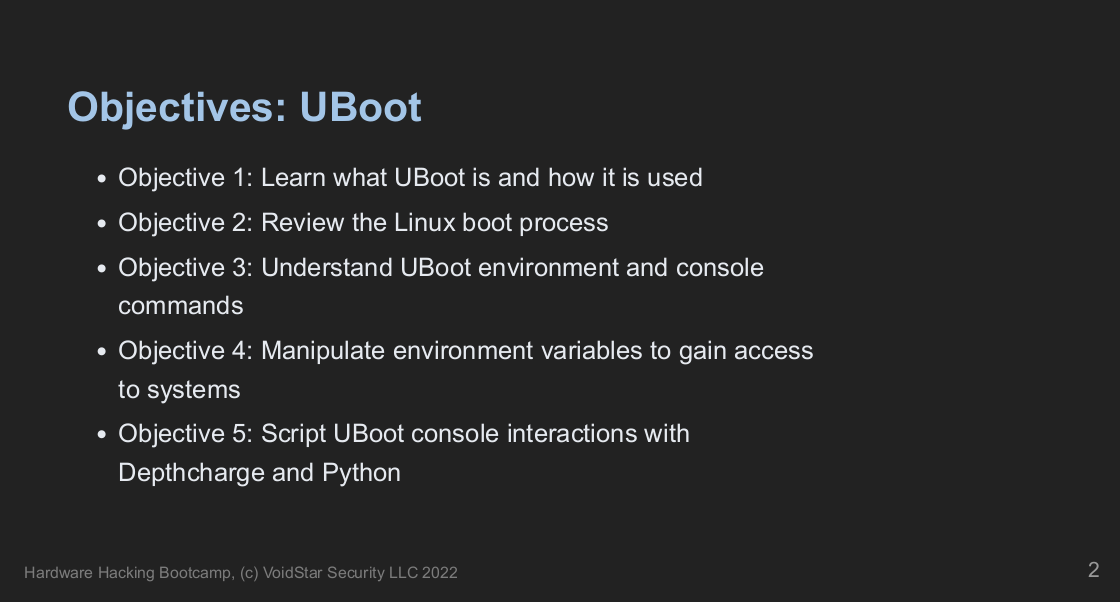 Objectives: UBoot
• Objective 1: Learn what UBoot is and how it is used
• Objective 2: Review the Linux boot process
• Objective 3: Understand UBoot environment and console
commands
• Objective 4: Manipulate environment variables to gain access
to systems
• Objective 5: Script UBoot console interactions with
Depthcharge and Python
Hardware Hacking Bootcamp, (c) VoidStar Security LLC 2022
2